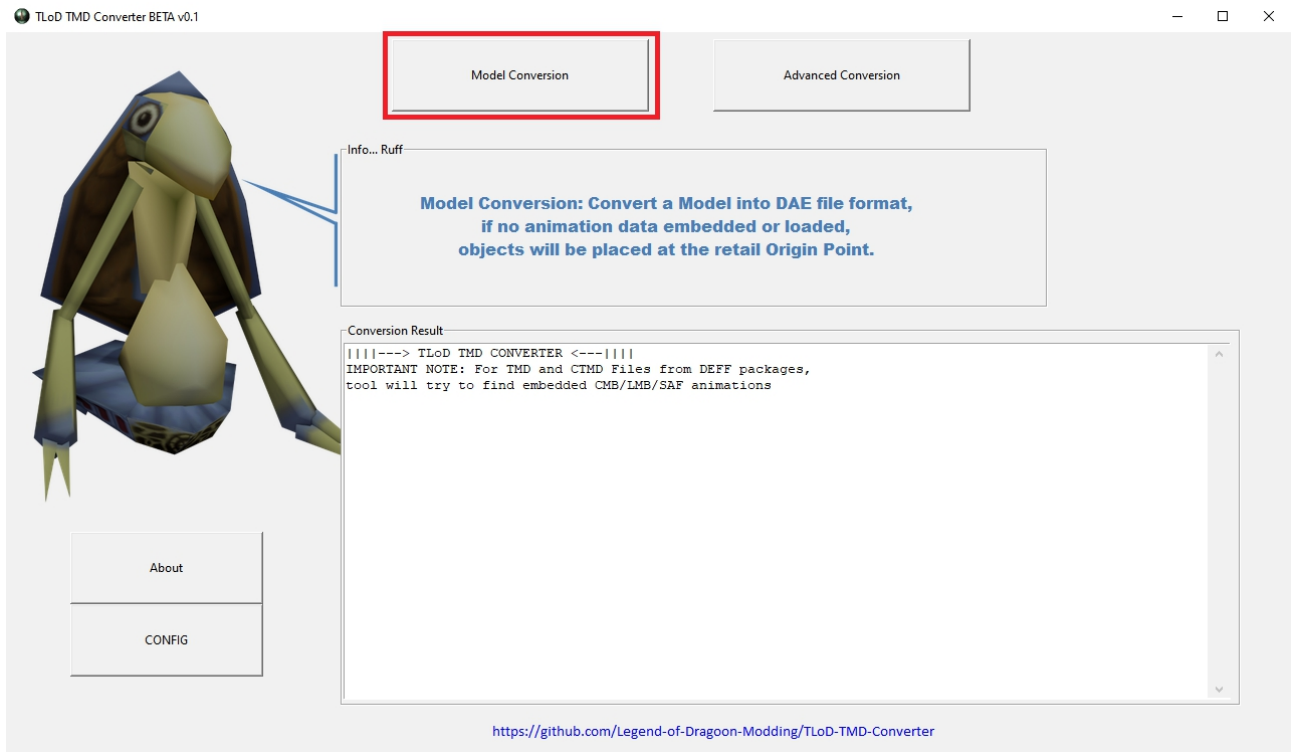 TLoD TMD Converter BETA v0.1
Model Conversion
Advanced Conversion
Info... Ruff
Model Conversion: Convert a Model into DAE file format,
if no animation data embedded or loaded,
objects will be placed at the retail Origin Point.
Conversion Result
||||---> TLoD TMD CONVERTER <---||||
IMPORTANT NOTE: For TMD and CTMD Files from DEFF packages,
tool will try to find embedded CMB/LMB/SAF animations
About
CONFIG
https://github.com/Legend-of-Dragoon-Modding/TLoD-TMD-Converter